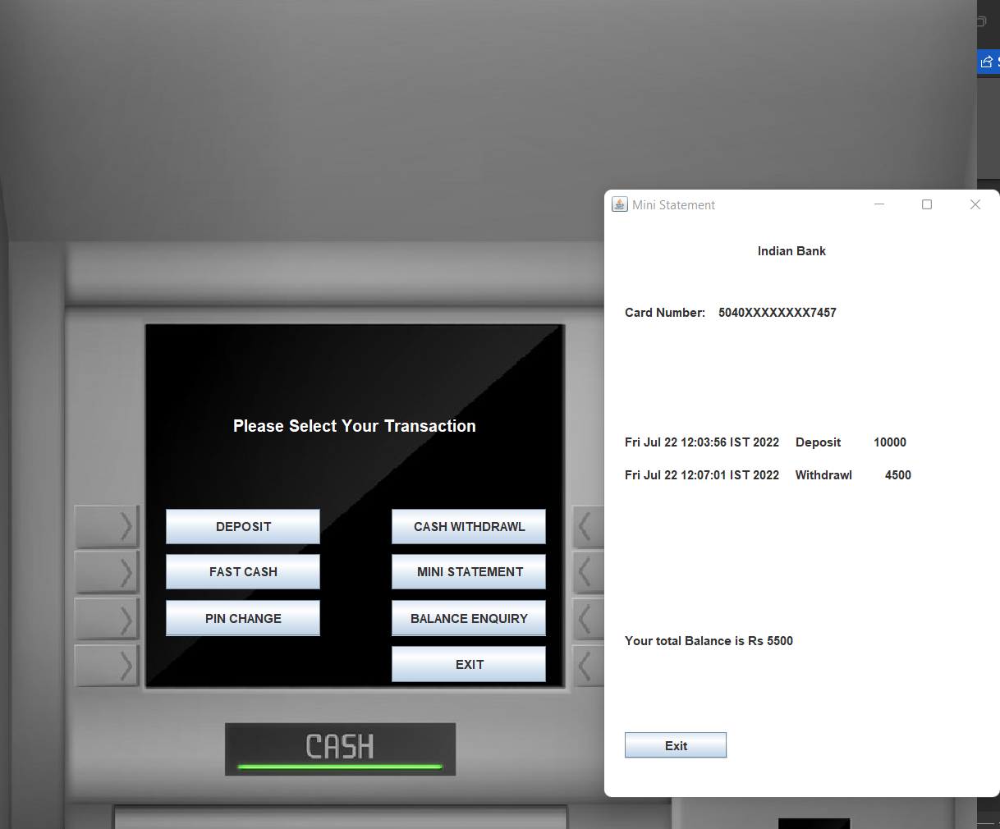 Please Select Your Transaction
DEPOSIT
CASH WITHDRAWL
FAST CASH
MINI STATEMENT
PIN CHANGE
BALANCE ENQUIRY
EXIT
CASH
Mini Statement
Indian Bank
Card Number: 5040XXXXXXXX7457
Fri Jul 22 12:03:56 IST 2022 Deposit 10000
Fri Jul 22 12:07:01 IST 2022 Withdrawl 4500
Your total Balance is Rs 5500
Exit